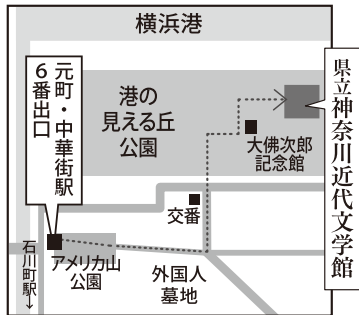 横浜港
県立神奈川近代文学館
元町・中華街駅
6番出口
港の
見える丘
公園
大佛次郎
記念館
交番
アメリカ山
公園
外国人
墓地
石川町駅→